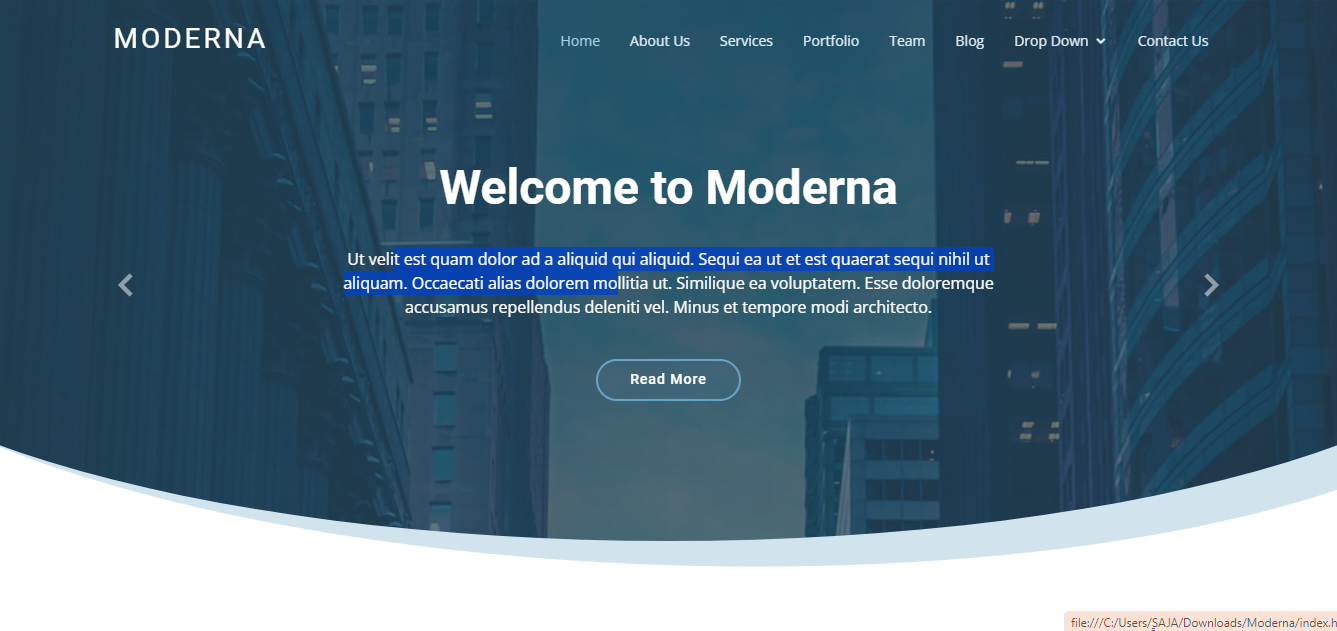 MODERNA
Home About Us Services Portfolio Team Blog Drop Down Contact Us
Welcome to Moderna
Ut velit est quam dolor ad a aliquid qui aliquid. Sequi ea ut et est quaerat sequi nihil ut
aliquam. Occaecati alias dolorem mollitia ut. Similique ea voluptatem. Esse doloremque
accusamus repellendus deleniti vel. Minus et tempore modi architecto.
Read More
file:///C:/Users/SAJA/Downloads/Moderna/index.h